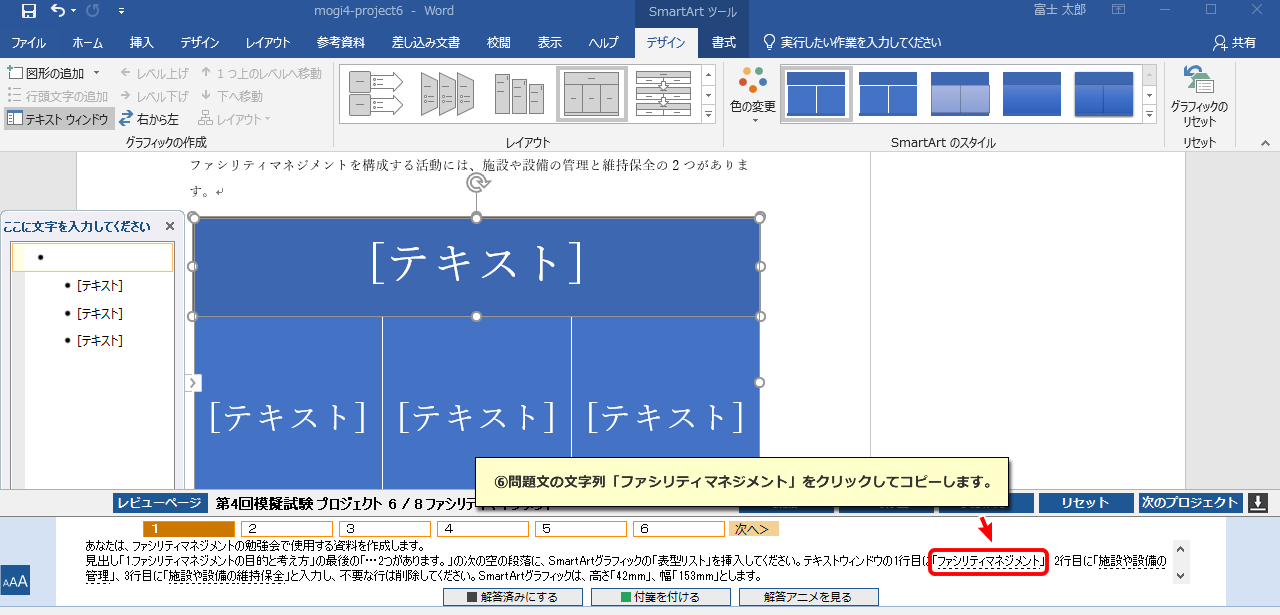 mogi4-project6 - Word
SmartArt ツール
富士 太郎
ファイル ホーム 挿入 デザイン レイアウト 参考資料 差し込み文書 校閲 表示 ヘルプ デザイン 書式 実行したい作業を入力してください 共有
図形の追加 レベル上げ 1 つ上のレベルへ移動
行頭文字の追加 レベル下げ 下へ移動
テキスト ウィンドウ 右から左 レイアウト
グラフィックの作成
レイアウト
色の変更
SmartArt のスタイル
グラフィックの
リセット
リセット
ファシリティマネジメントを構成する活動には、施設や設備の管理と維持保全の 2 つがありま
す。
ここに文字を入力してください
[テキスト]
[テキスト]
[テキスト]
[テキスト]
[テキスト] [テキスト] [テキスト]
⑥問題文の文字列「ファシリティマネジメント」をクリックしてコピーします。
レビューページ 第4回模擬試験 プロジェクト 6 / 8 ファシリティ リセット 次のプロジェクト
1 2 3 4 5 6 次へ>
あなたは、ファシリティマネジメントの勉強会で使用する資料を作成します。
見出し「1ファシリティマネジメントの目的や考え方」の最後の「…2つがあります。」の次の空の段落に、SmartArtグラフィックの「表型リスト」を挿入してください。テキストウィンドウの1行目に「ファシリティマネジメント」、2行目に「施設や設備の
管理」、3行目に「施設や設備の維持保全」と入力し、不要な行は削除してください。SmartArtグラフィックは、高さ「42mm」、幅「153mm」とします。
AAA
解答済みにする 付箋を付ける 解答アニメを見る